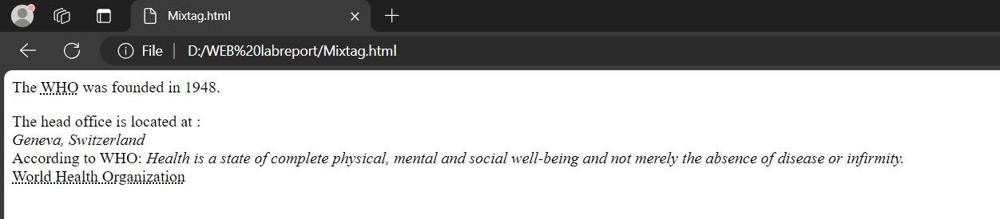 Mixtag.html
File D:/WEB%20labreport/Mixtag.html
The WHO was founded in 1948.
The head office is located at :
Geneva, Switzerland
According to WHO: Health is a state of complete physical, mental and social well-being and not merely the absence of disease or infirmity.
World Health Organization